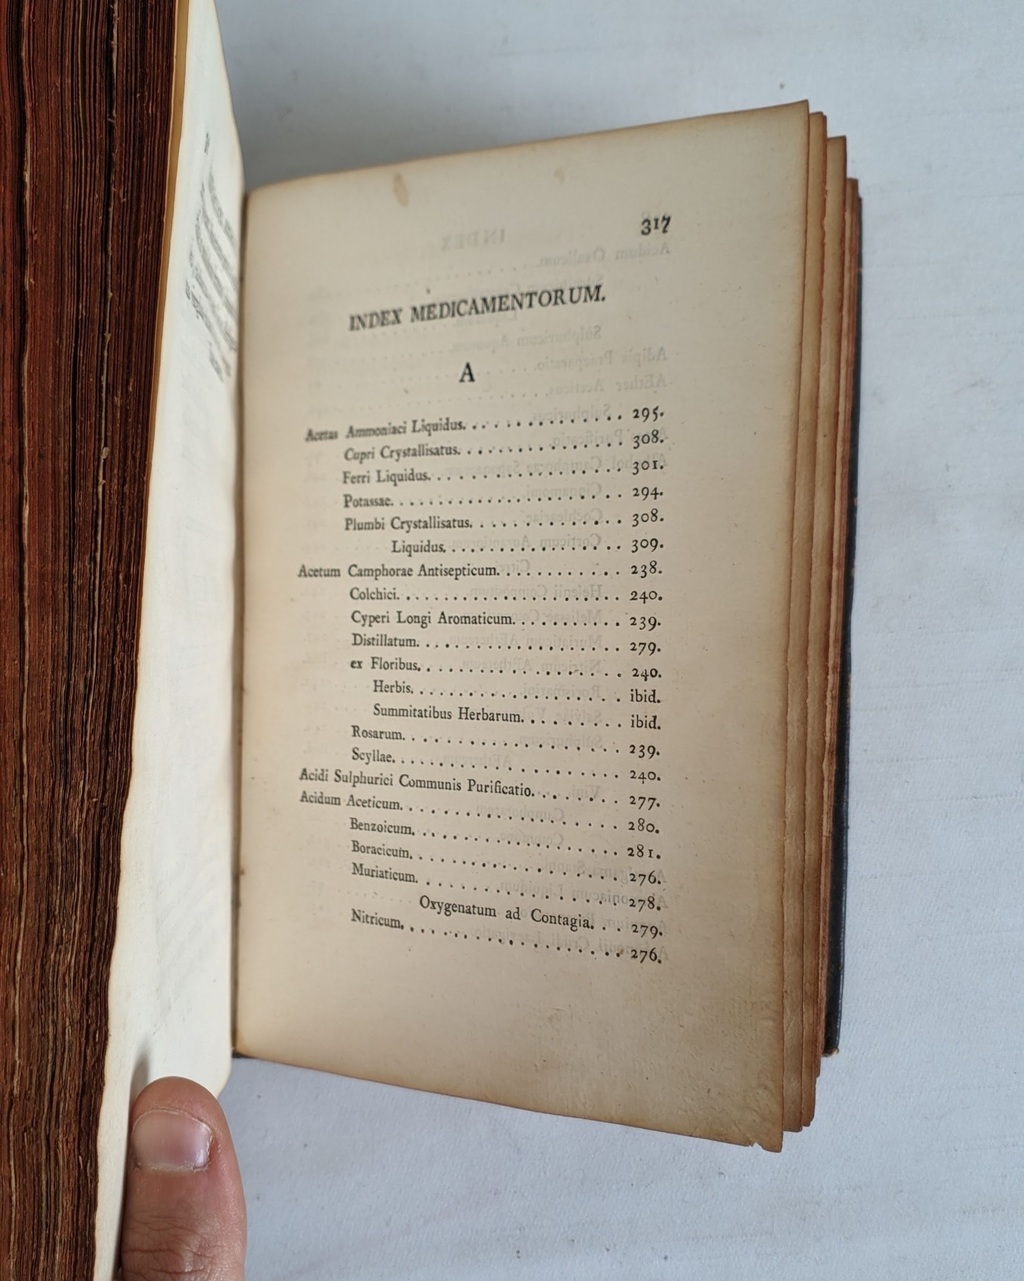 317
INDEX MEDICAMENTORUM.
A
Acetas Ammoniaci Liquidus. . . . . . . . . . . . . . 295.
Cupri Crystallisatus. . . . . . . . . . . . . . 308.
Ferri Liquidus. . . . . . . . . . . . . . . . . 301.
Potassae. . . . . . . . . . . . . . . . . . . . 294.
Plumbi Crystallisatus. . . . . . . . . . . . . 308.
Liquidus. . . . . . . . . . . . . . . . 309.
Acetum Camphorae Antisepticum. . . . . . . . . . . 238.
Colchici. . . . . . . . . . . . . . . . . . . . 240.
Cyperi Longi Aromaticum. . . . . . . . . . 239.
Distillatum. . . . . . . . . . . . . . . . . . 279.
ex Floribus. . . . . . . . . . . . . . . . . . 240.
Herbis. . . . . . . . . . . . . . . . . . . ibid.
Summitatibus Herbarum. . . . . . . . . ibid.
Rosarum. . . . . . . . . . . . . . . . . . . 239.
Scyllae. . . . . . . . . . . . . . . . . . . . 240.
Acidi Sulphurici Communis Purificatio. . . . . . . . 277.
Acidum Aceticum. . . . . . . . . . . . . . . . . . . 280.
Benzoicum. . . . . . . . . . . . . . . . . . 281.
Boracicum. . . . . . . . . . . . . . . . . . 276.
Muriaticum. . . . . . . . . . . . . . . . . . 278.
Oxygenatum ad Contagia. . . 279.
Nitricum. . . . . . . . . . . . . . . . . . . 276.